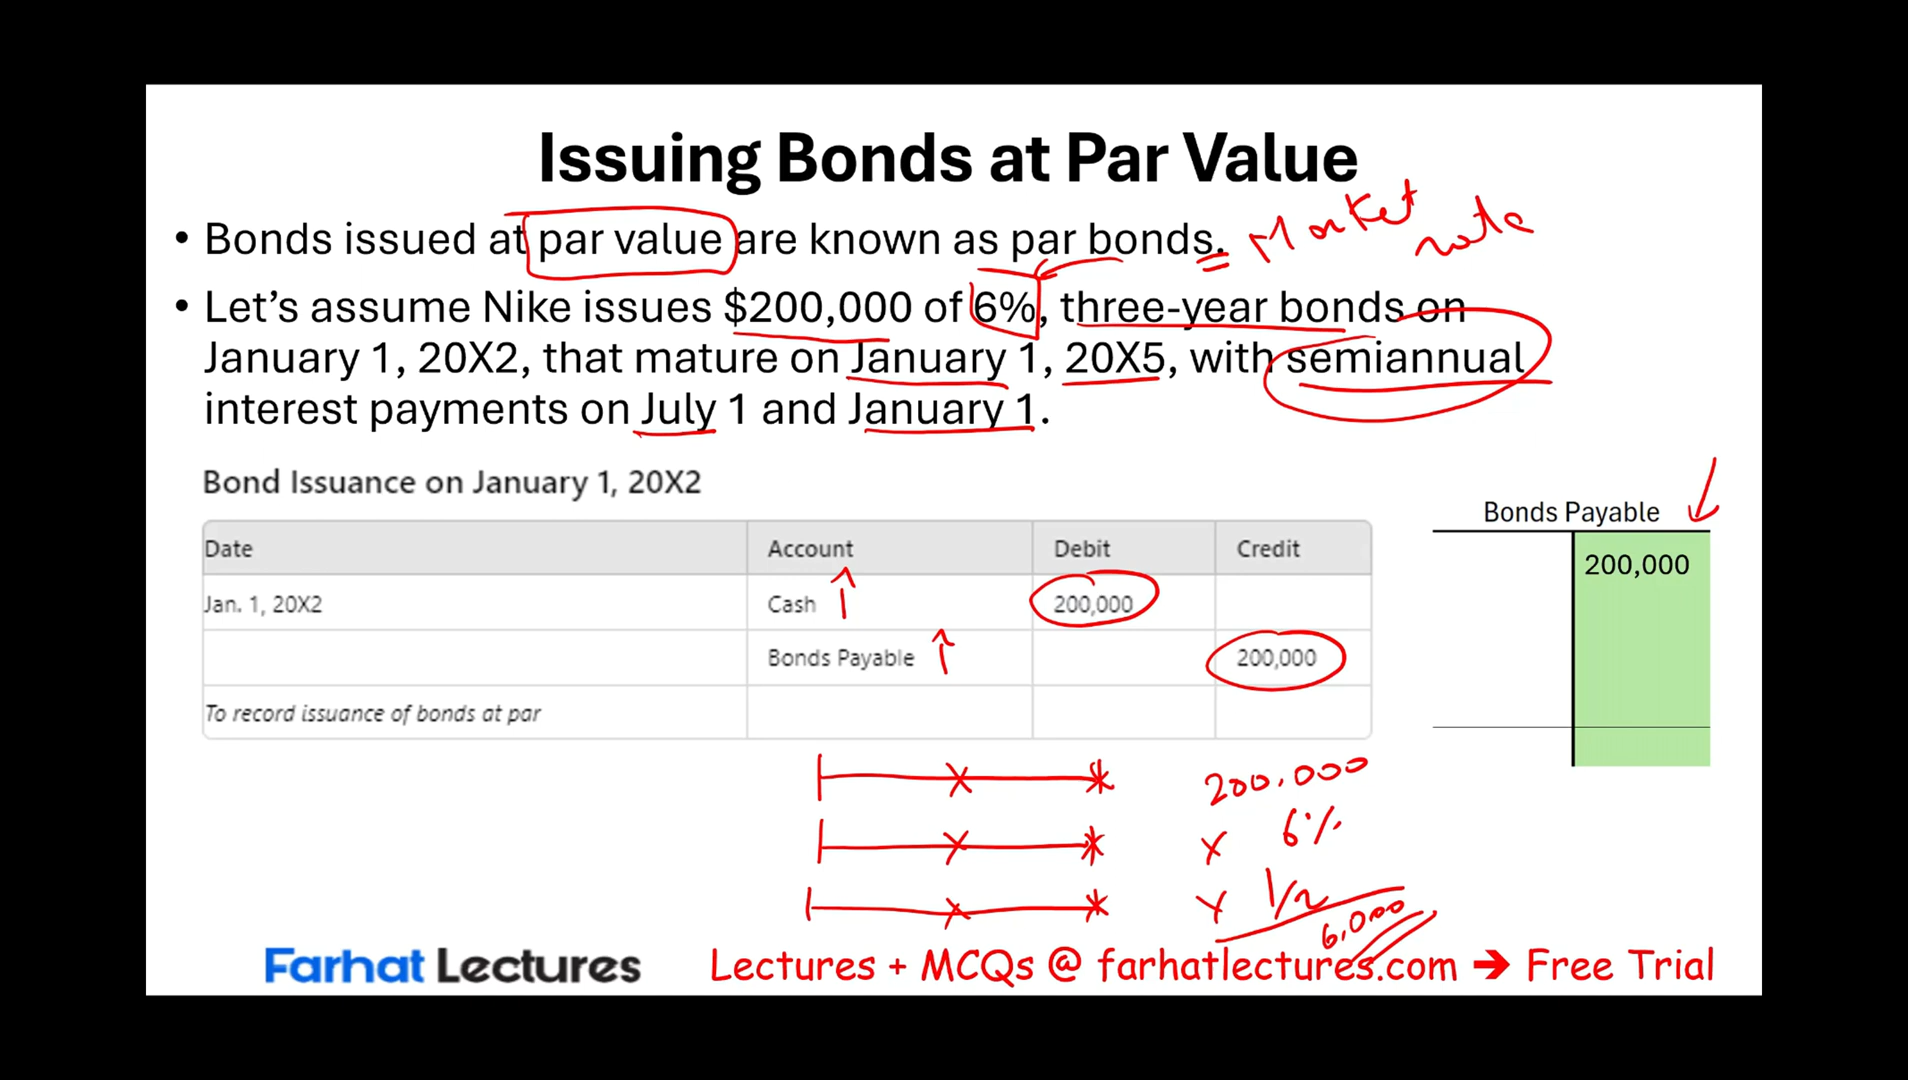 Issuing Bonds at Par Value
• Bonds issued at par value are known as par bonds. = Market rate
• Let’s assume Nike issues $200,000 of 6%, three-year bonds on
January 1, 20X2, that mature on January 1, 20X5, with semiannual
interest payments on July 1 and January 1.
Bond Issuance on January 1, 20X2
Date Account Debit Credit
Jan. 1, 20X2 Cash 200,000
Bonds Payable 200,000
To record issuance of bonds at par
Bonds Payable
200,000
200,000
x 6%
x 1/2
6,000
Farhat Lectures
Lectures + MCQs @ farhatlectures.com → Free Trial